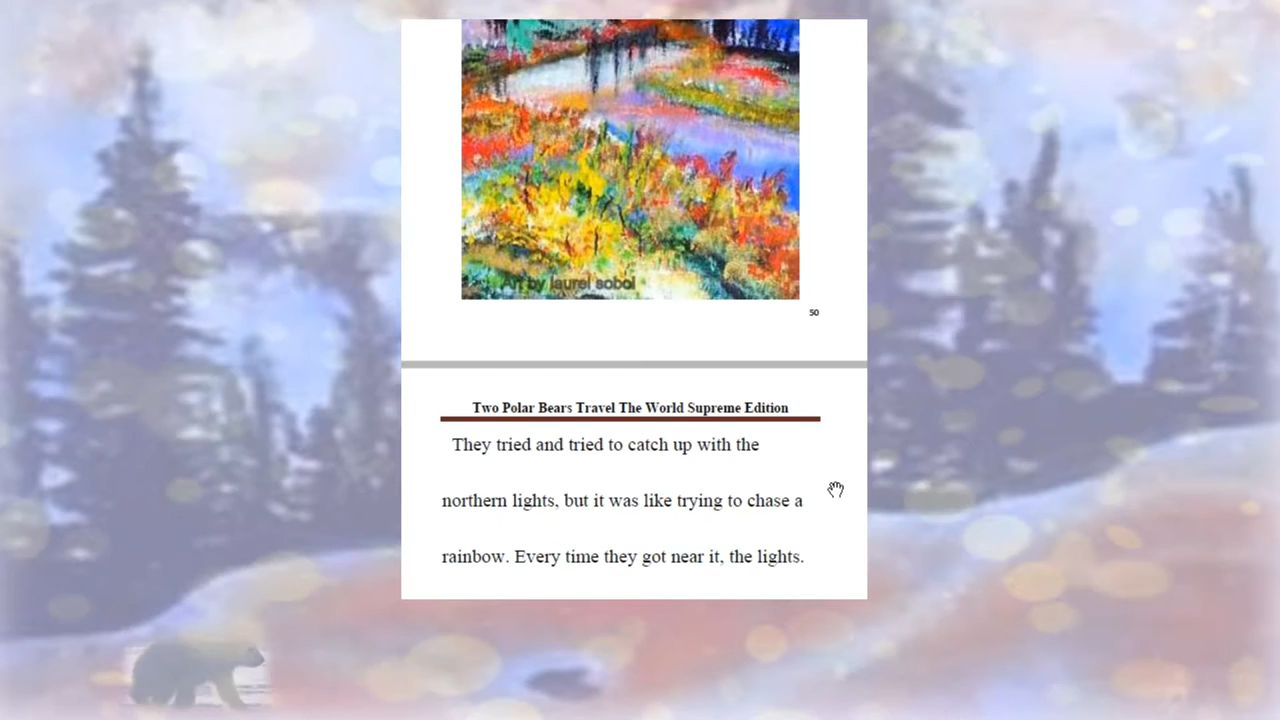 Art by laurel sobol
50
Two Polar Bears Travel The World Supreme Edition
They tried and tried to catch up with the
northern lights, but it was like trying to chase a
rainbow. Every time they got near it, the lights.